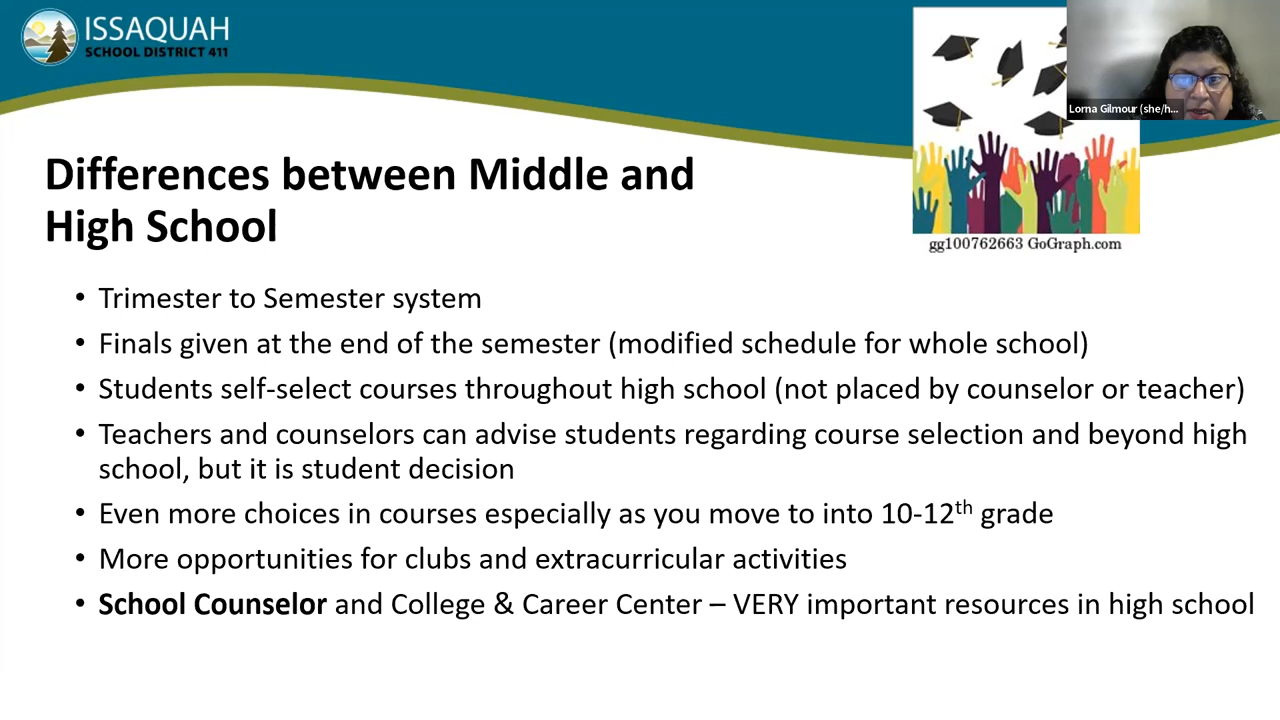 ISSAQUAH
SCHOOL DISTRICT 411
Lorna Gilmour (she/h...
gg100762663 GoGraph.com
Differences between Middle and
High School
• Trimester to Semester system
• Finals given at the end of the semester (modified schedule for whole school)
• Students self-select courses throughout high school (not placed by counselor or teacher)
• Teachers and counselors can advise students regarding course selection and beyond high
school, but it is student decision
• Even more choices in courses especially as you move to into 10-12th grade
• More opportunities for clubs and extracurricular activities
• School Counselor and College & Career Center – VERY important resources in high school